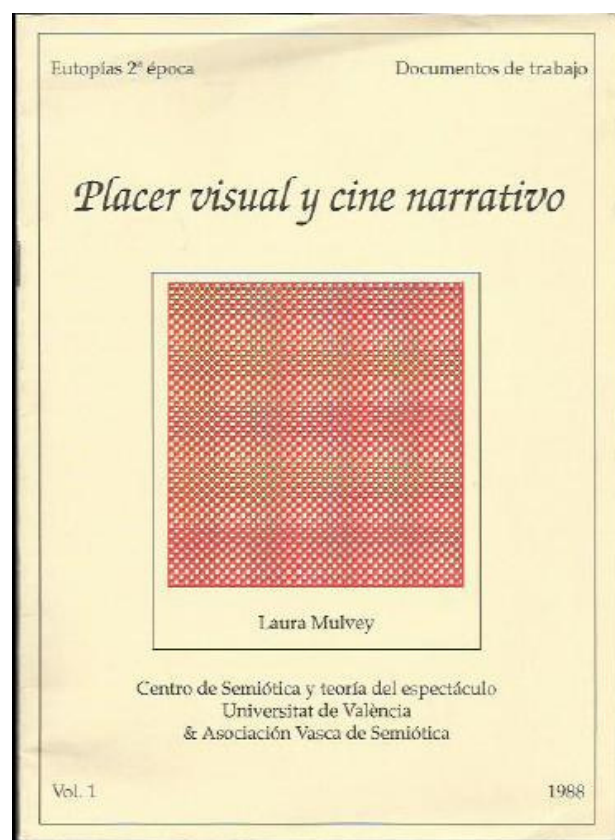 Eutopías 2ª época
Documentos de trabajo
Placer visual y cine narrativo
Laura Mulvey
Centro de Semiótica y teoría del espectáculo
Universitat de València
& Asociación Vasca de Semiótica
Vol. 1
1988